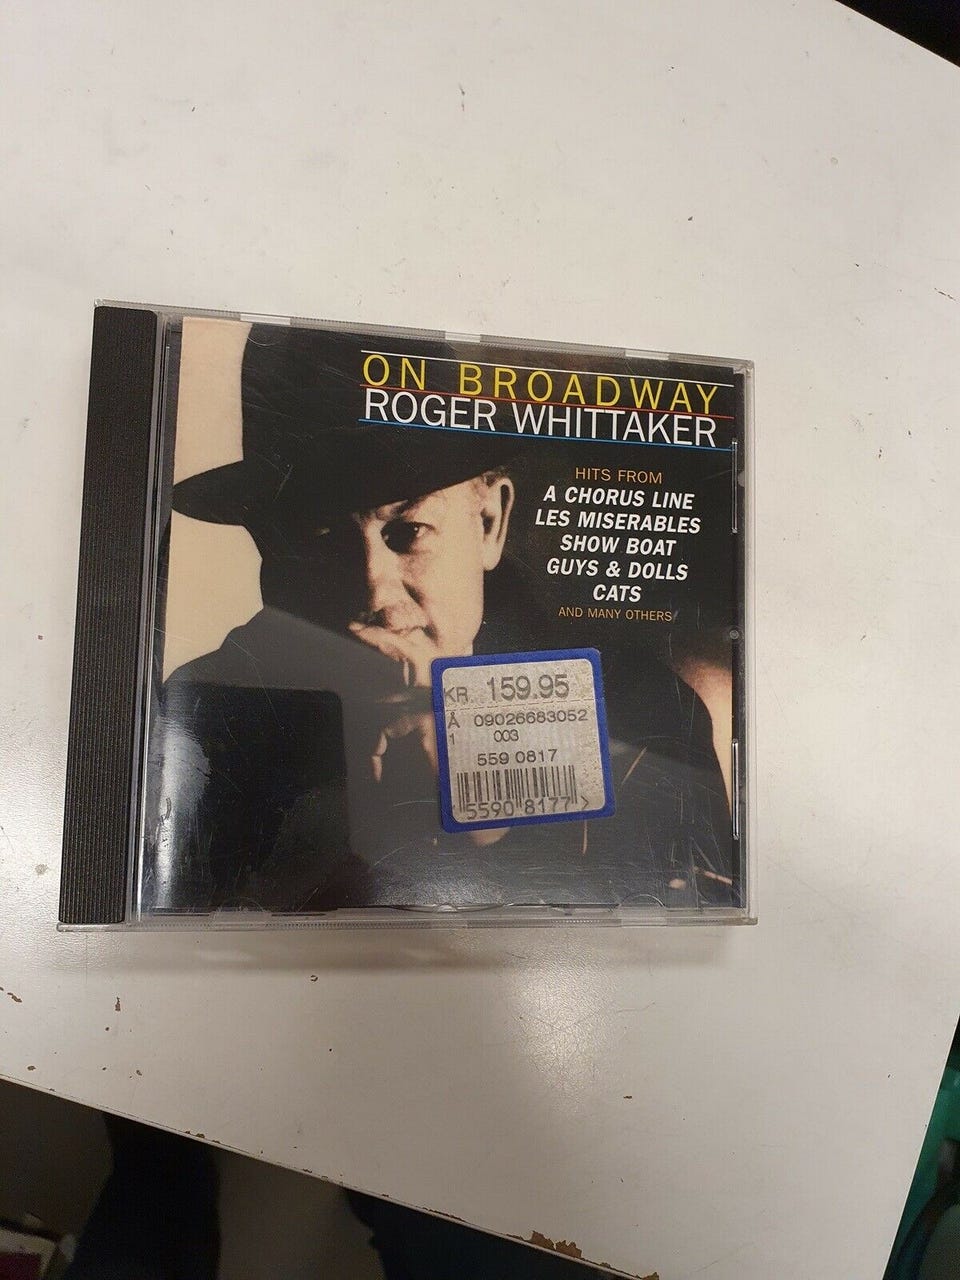 ON BROADWAY
ROGER WHITTAKER
HITS FROM
A CHORUS LINE
LES MISERABLES
SHOW BOAT
GUYS & DOLLS
CATS
AND MANY OTHERS
KR 159.95
Å 09026683052
1 003
559 0817
5590 8177 >